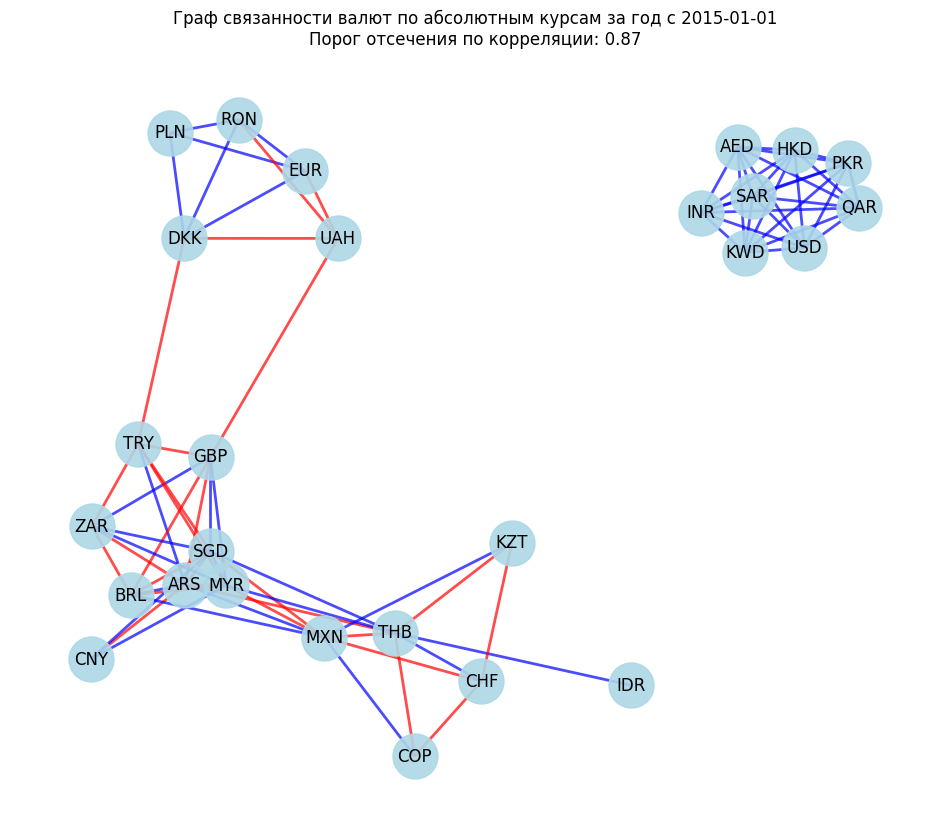 Граф связанности валют по абсолютным курсам за год с 2015-01-01
Порог отсечения по корреляции: 0.87
RON
PLN
AED
HKD
PKR
EUR
SAR
QAR
INR
DKK
UAH
KWD
USD
TRY
GBP
ZAR
KZT
SGD
ARS
MYR
BRL
THB
MXN
CNY
CHF
IDR
COP